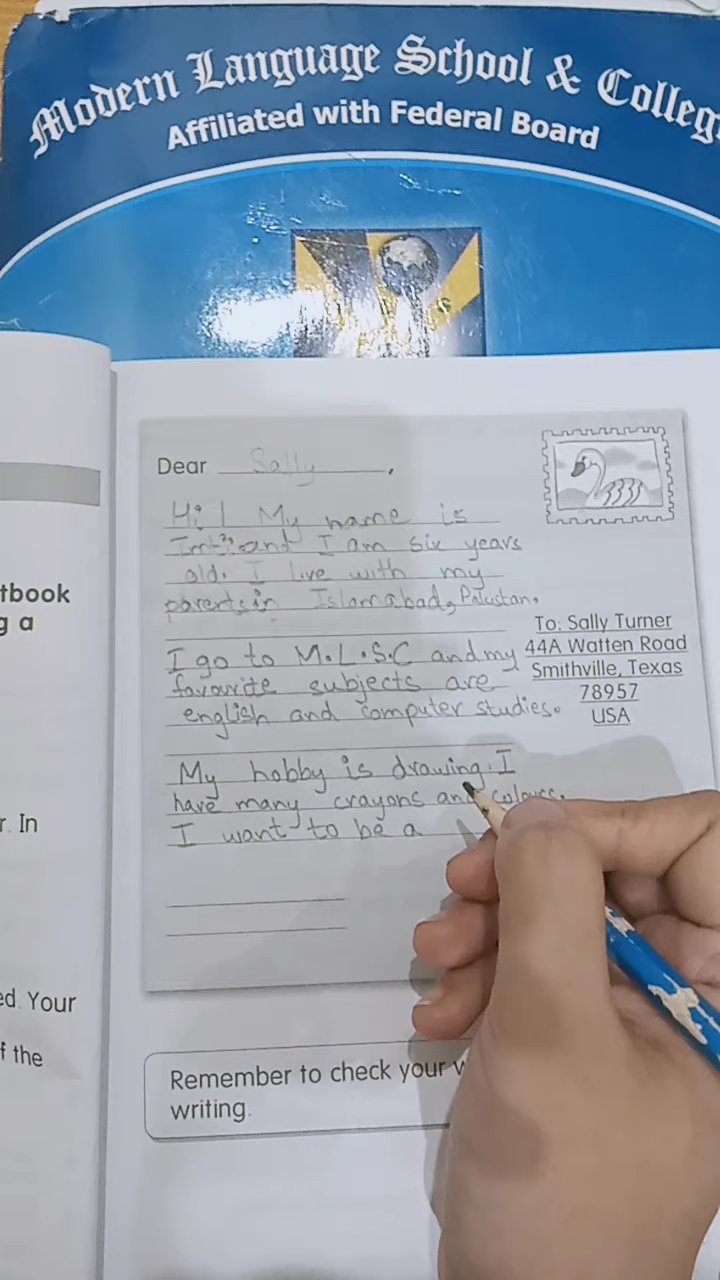 Modern Language School & Colleg
Affiliated with Federal Board
Dear Sally,
Hi! My name is
and I am six years
old. I live with my
parents in Islamabad, Pakistan.
To: Sally Turner
44A Watten Road
Smithville, Texas
78957
USA
I go to M.L.S.C and my
favourite subjects are
english and computer studies.
My hobby is drawing. I
have many crayons and colours.
I want to be a
tbook
g a
r. In
ed. Your
f the
Remember to check your w
writing.